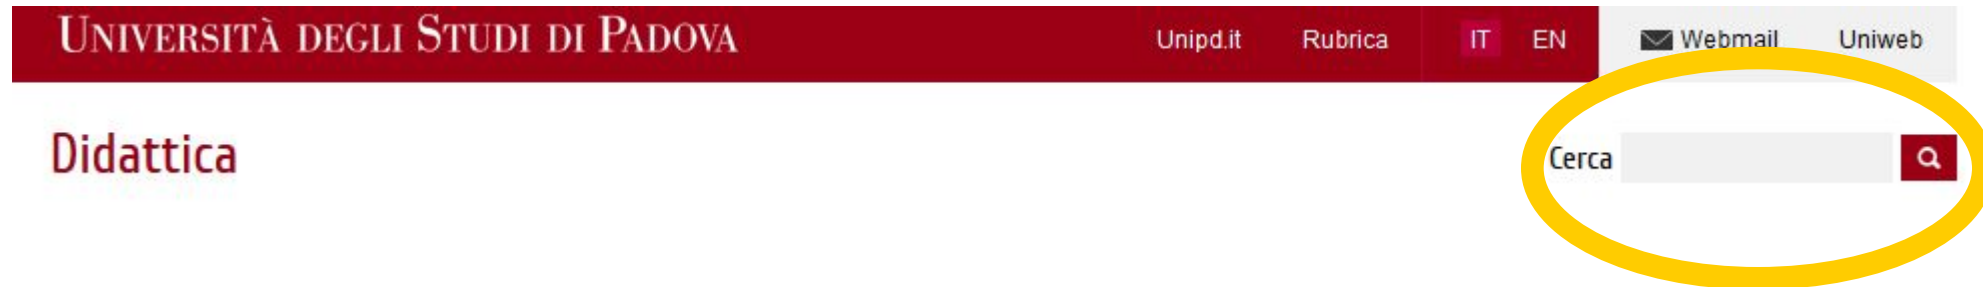 UNIVERSITÀ DEGLI STUDI DI PADOVA Unipd.it Rubrica IT EN Webmail Uniweb
Didattica Cerca